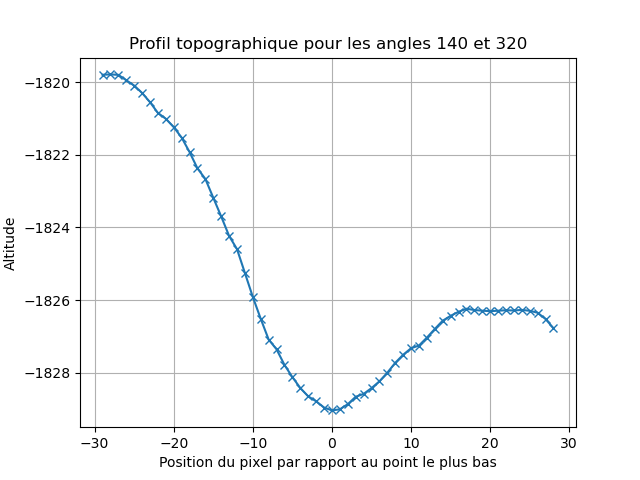 Profil topographique pour les angles 140 et 320
Altitude
−1820
−1822
−1824
−1826
−1828
−30 −20 −10 0 10 20 30
Position du pixel par rapport au point le plus bas